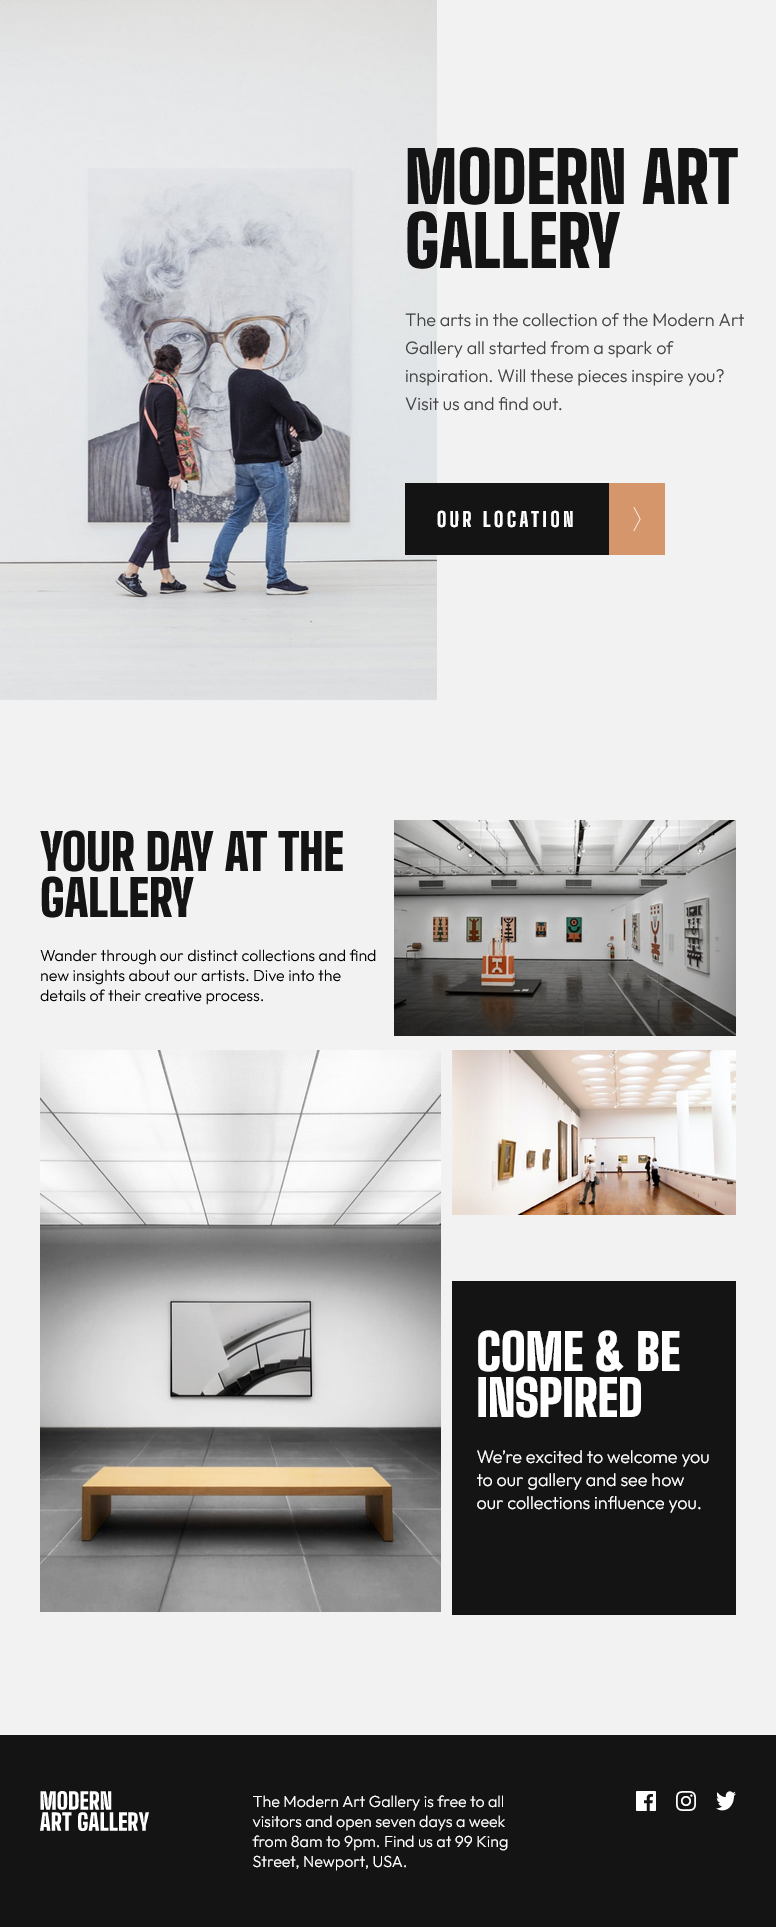 MODERN ART
GALLERY
The arts in the collection of the Modern Art
Gallery all started from a spark of
inspiration. Will these pieces inspire you?
Visit us and find out.
OUR LOCATION
YOUR DAY AT THE
GALLERY
Wander through our distinct collections and find
new insights about our artists. Dive into the
details of their creative process.
COME & BE
INSPIRED
We're excited to welcome you
to our gallery and see how
our collections influence you.
MODERN
ART GALLERY
The Modern Art Gallery is free to all
visitors and open seven days a week
from 8am to 9pm. Find us at 99 King
Street, Newport, USA.